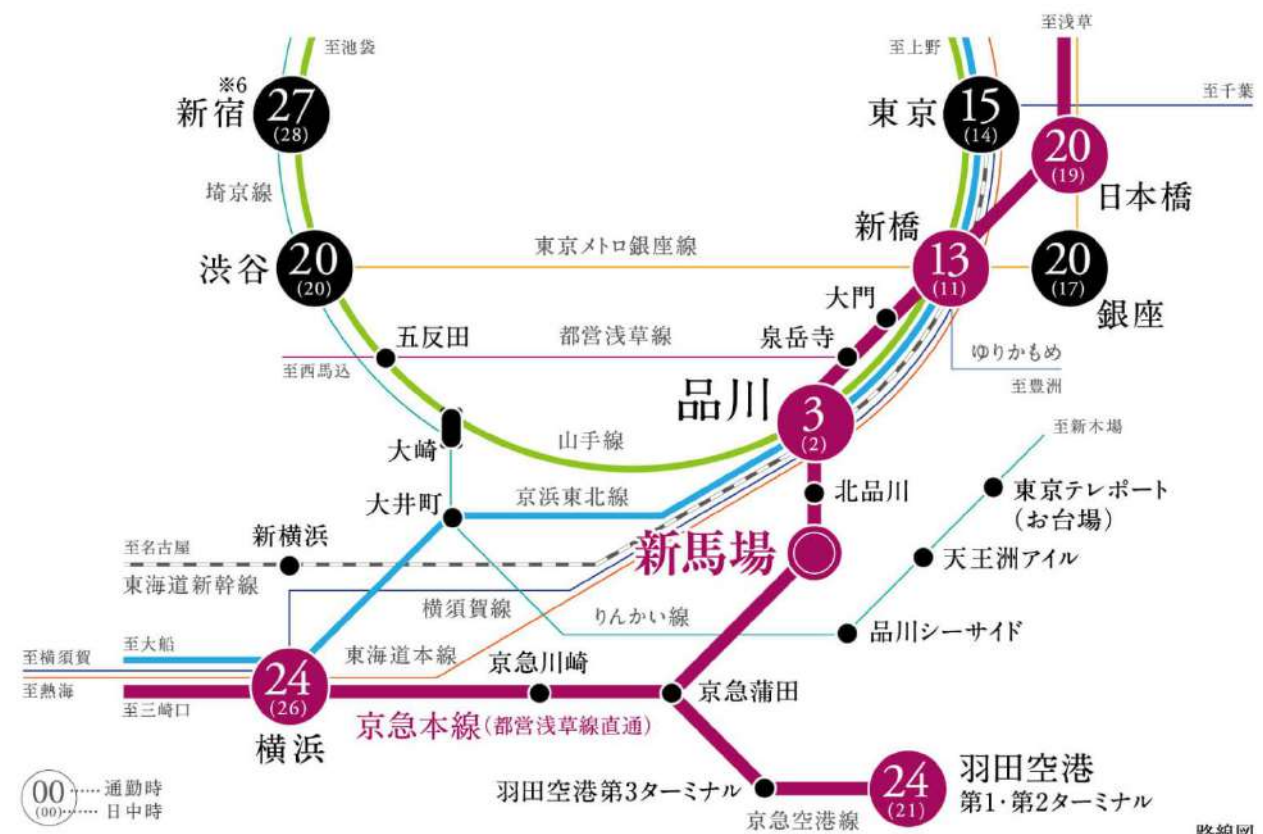 至浅草
至池袋
至上野
※6
新宿
27
(28)
東京
15
(14)
至千葉
20
(19)
日本橋
埼京線
新橋
13
(11)
渋谷
20
(20)
東京メトロ銀座線
20
(17)
銀座
大門
五反田
都営浅草線
泉岳寺
ゆりかもめ
至西馬込
至豊洲
品川
3
(2)
大崎
山手線
至新木場
北品川
東京テレポート
(お台場)
大井町
京浜東北線
新横浜
至名古屋
東海道新幹線
新馬場
天王洲アイル
横須賀線
りんかい線
品川シーサイド
至大船
至横須賀
至熱海
至三崎口
東海道本線
京急川崎
京急蒲田
24
(26)
横浜
京急本線(都営浅草線直通)
羽田空港第3ターミナル
24
(21)
羽田空港
第1・第2ターミナル
京急空港線
00……通勤時
(00)……日中時
路線図